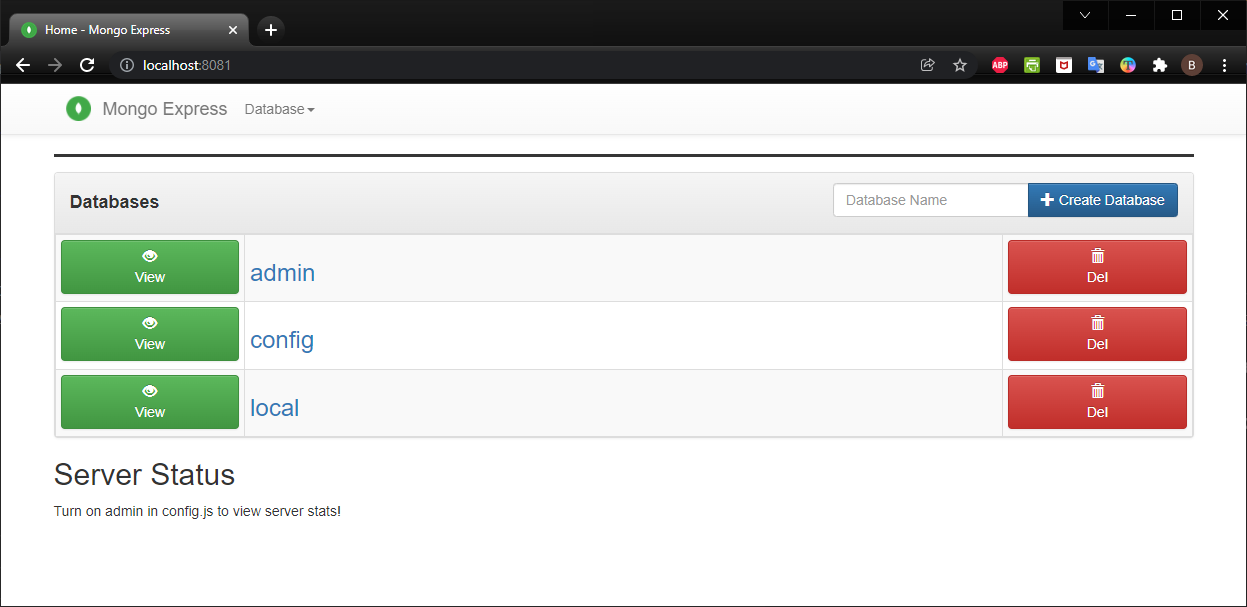 Home - Mongo Express
localhost:8081
ABP
B
Mongo Express
Database
Databases
Database Name
Create Database
View
admin
Del
View
config
Del
View
local
Del
Server Status
Turn on admin in config.js to view server stats!